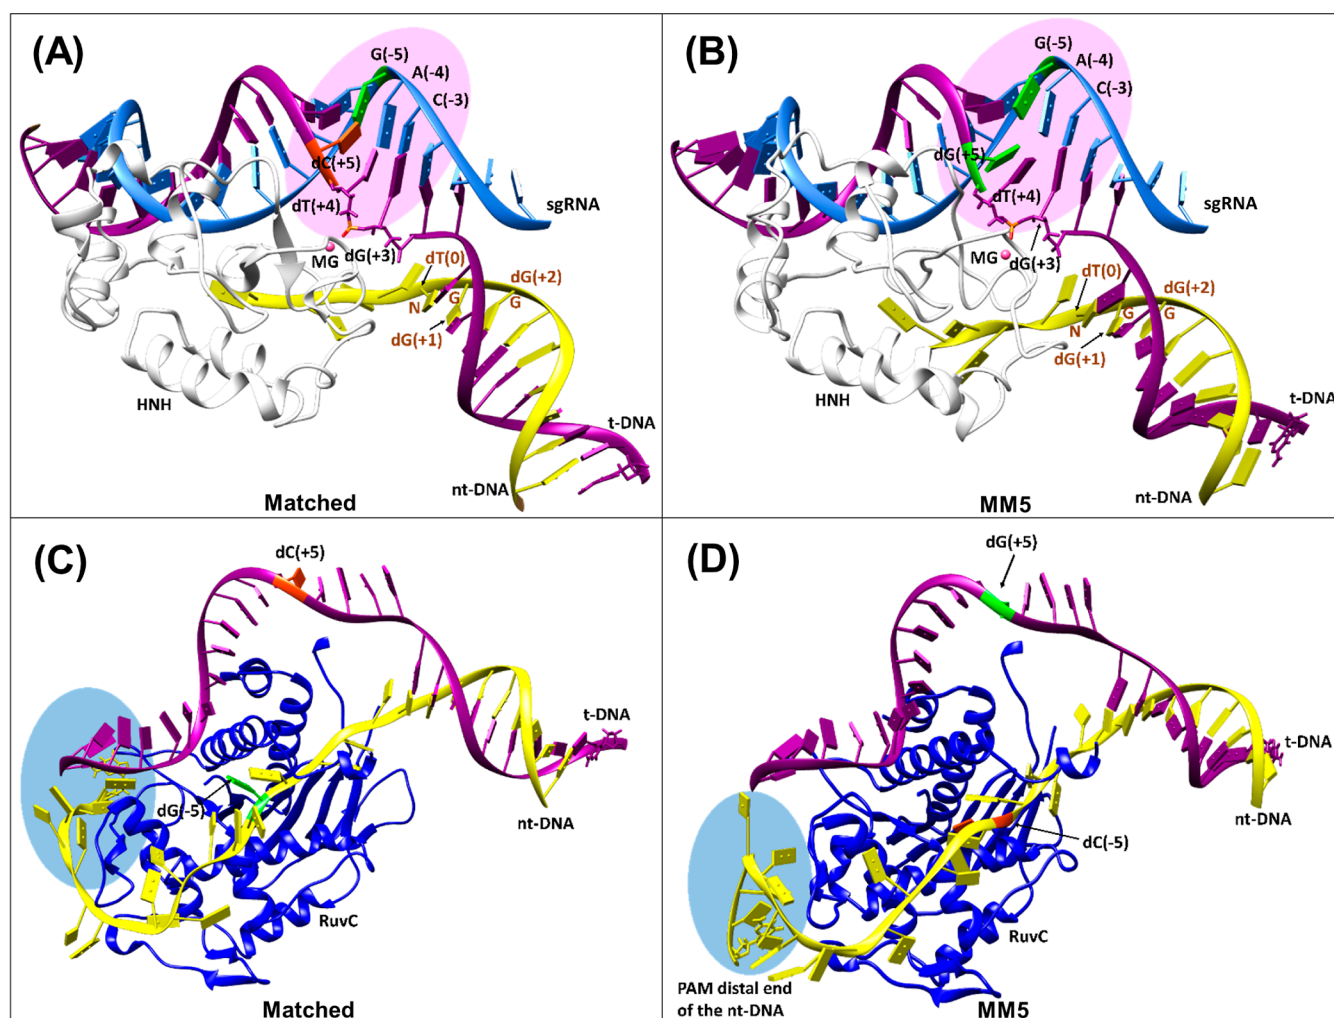 (A)
G(-5)
A(-4)
C(-3)
dC(+5)
dT(+4)
sgRNA
MG
dG(+3)
dT(0)
dG(+2)
N
G
G
dG(+1)
HNH
t-DNA
nt-DNA
Matched
(B)
G(-5)
A(-4)
C(-3)
dG(+5)
dT(+4)
sgRNA
MG
dG(+3)
dT(0)
dG(+2)
N
G
G
dG(+1)
HNH
t-DNA
nt-DNA
MM5
(C)
dC(+5)
t-DNA
dG(-5)
nt-DNA
RuvC
Matched
(D)
dG(+5)
t-DNA
nt-DNA
dC(-5)
RuvC
PAM distal end
of the nt-DNA
MM5